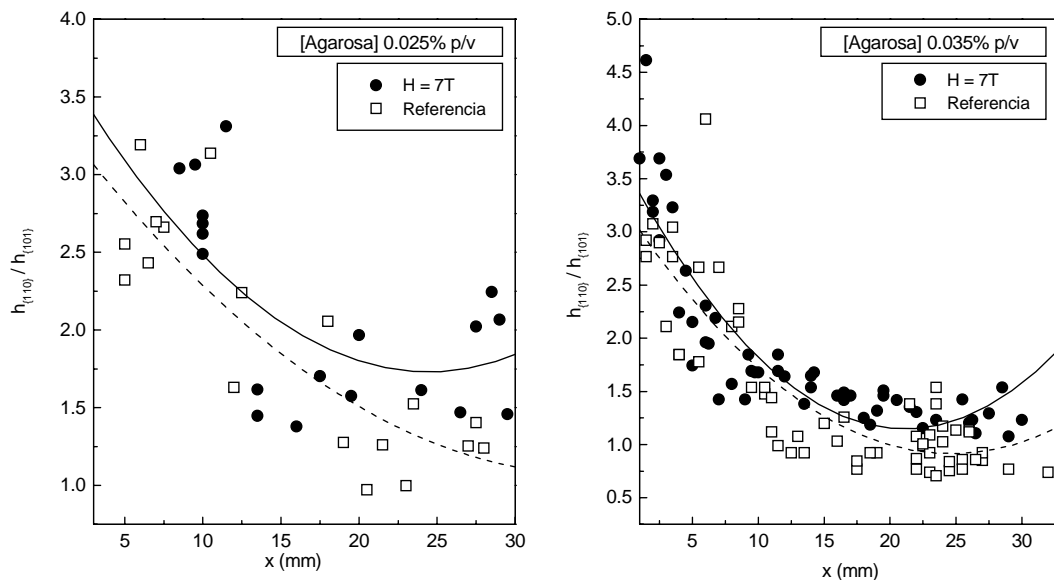 [Agarosa] 0.025% p/v
H = 7T
Referencia
4.0
3.5
3.0
2.5
2.0
1.5
1.0
h{110} / h{101}
5 10 15 20 25 30
x (mm)
[Agarosa] 0.035% p/v
H = 7T
Referencia
5.0
4.5
4.0
3.5
3.0
2.5
2.0
1.5
1.0
0.5
h{110} / h{101}
5 10 15 20 25 30
x (mm)